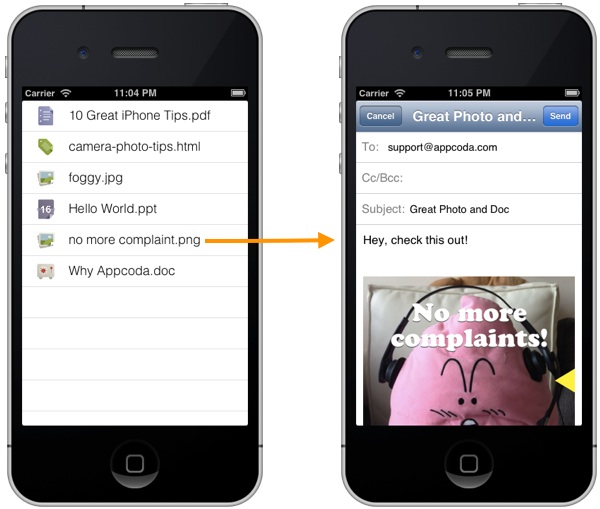 Carrier 11:04 PM
10 Great iPhone Tips.pdf
camera-photo-tips.html
foggy.jpg
Hello World.ppt
16
no more complaint.png
Why Appcoda.doc
Carrier 11:05 PM
Cancel Great Photo and... Send
To: support@appcoda.com
Cc/Bcc:
Subject: Great Photo and Doc
Hey, check this out!
No more
complaints!